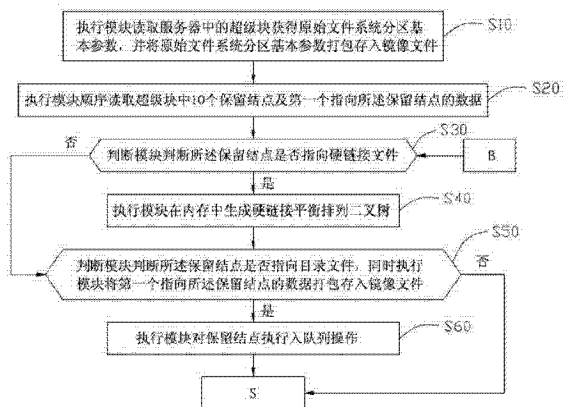 执行模块读取服务器中的超级块获得原始文件系统分区基
本参数，并将原始文件系统分区基本参数打包存入镜像文件
S10
执行模块顺序读取超级块中10个保留结点及第一个指向所述保留结点的数据
S20
否
判断模块判断所述保留结点是否指向硬链接文件
S30
B
是
执行模块在内存中生成硬链接平衡排列二叉树
S40
判断模块判断所述保留结点是否指向目录文件，同时执行
模块将第一个指向所述保留结点的数据打包存入镜像文件
S50
否
是
执行模块对保留结点执行入队列操作
S60
S